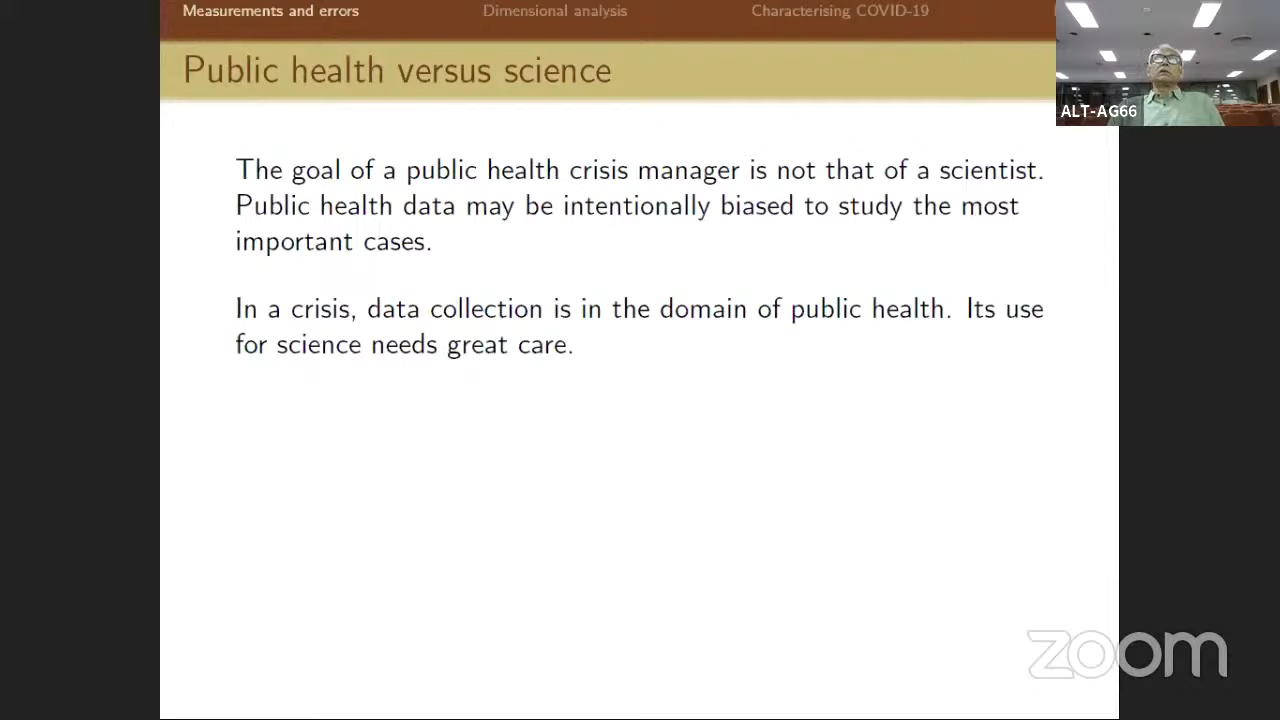 Measurements and errors Dimensional analysis Characterising COVID-19
Public health versus science
ALT-AG66
The goal of a public health crisis manager is not that of a scientist.
Public health data may be intentionally biased to study the most
important cases.
In a crisis, data collection is in the domain of public health. Its use
for science needs great care.
zoom